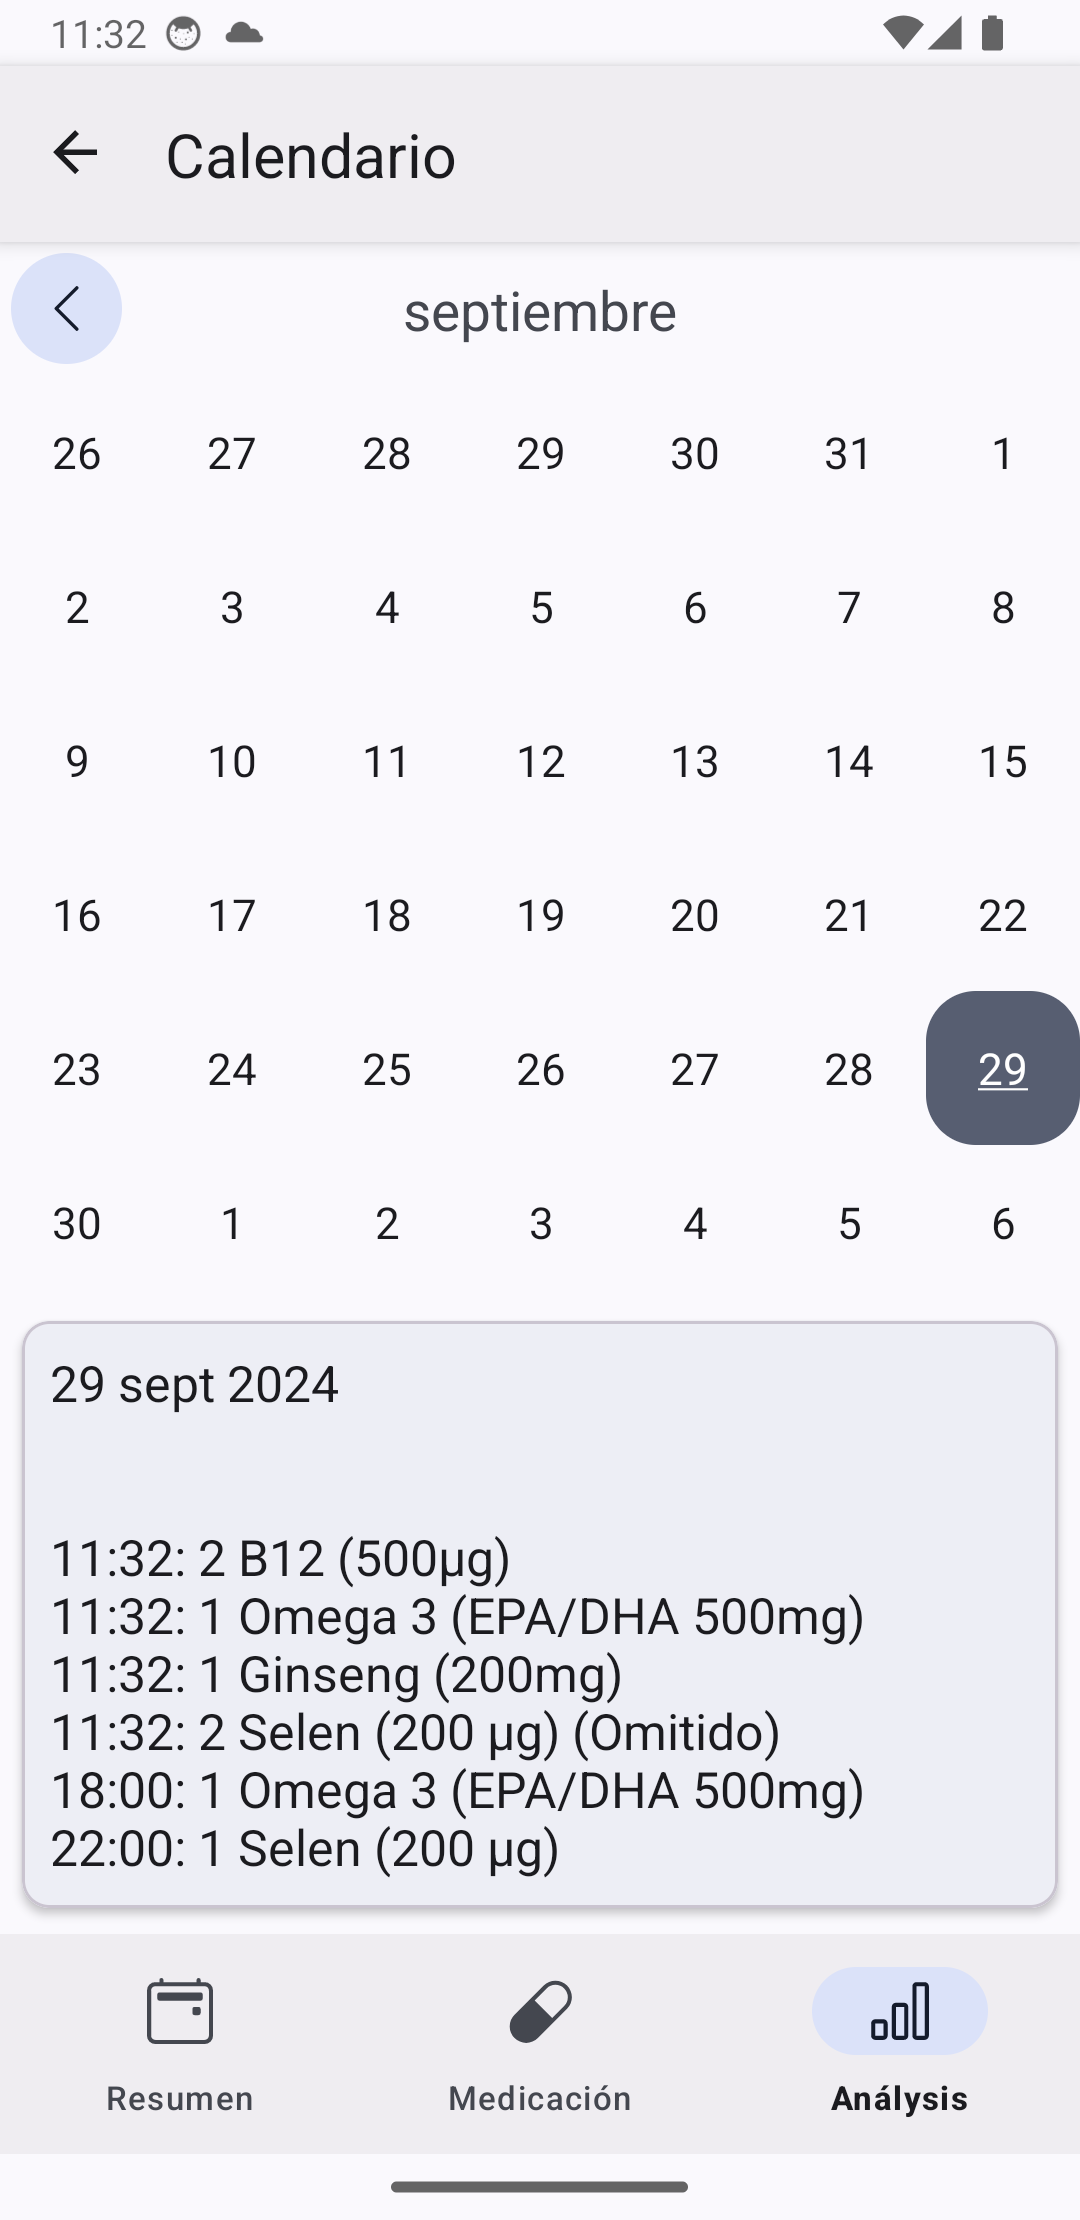 11:32
Calendario
septiembre
26 27 28 29 30 31 1
2 3 4 5 6 7 8
9 10 11 12 13 14 15
16 17 18 19 20 21 22
23 24 25 26 27 28 29
30 1 2 3 4 5 6
29 sept 2024
11:32: 2 B12 (500µg)
11:32: 1 Omega 3 (EPA/DHA 500mg)
11:32: 1 Ginseng (200mg)
11:32: 2 Selen (200 µg) (Omitido)
18:00: 1 Omega 3 (EPA/DHA 500mg)
22:00: 1 Selen (200 µg)
Resumen Medicación Análysis